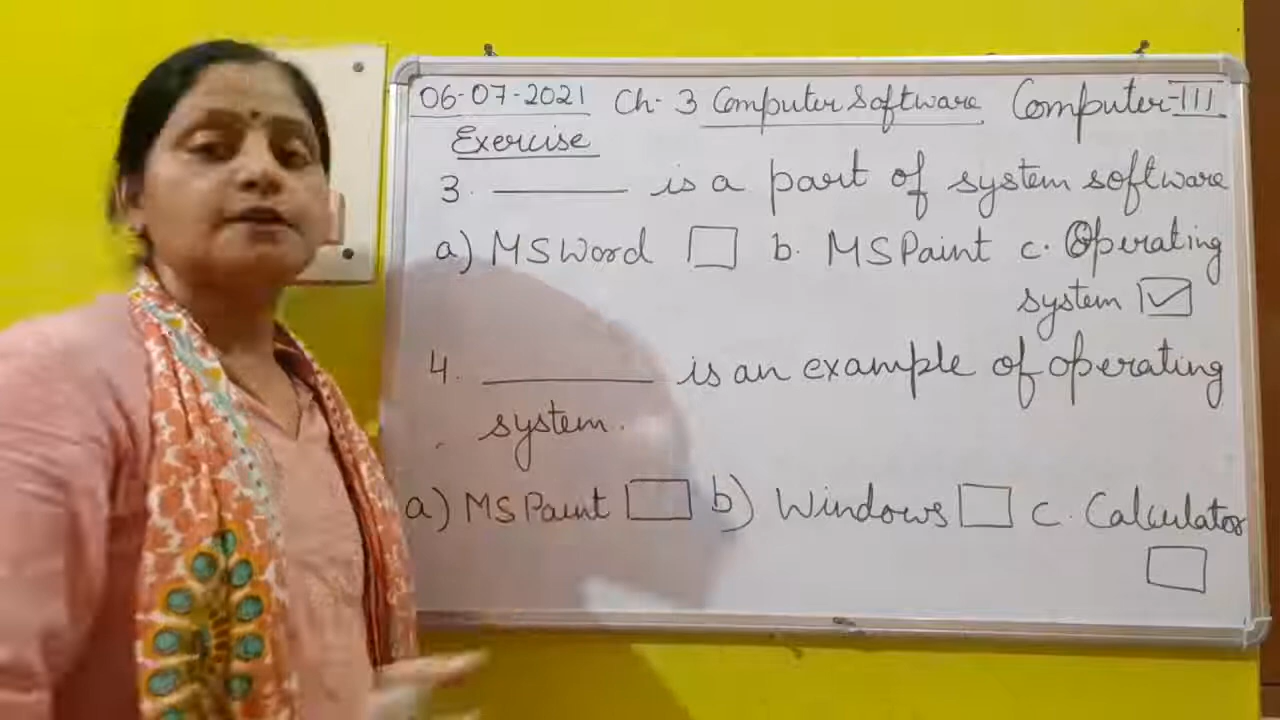 06-07-2021 Ch-3 Computer Software Computer-III
Exercise
3. ________ is a part of system software
a) MS Word b. MS Paint c. Operating
system
4. ________ is an example of operating
system.
a) MS Paint b) Windows c. Calculator